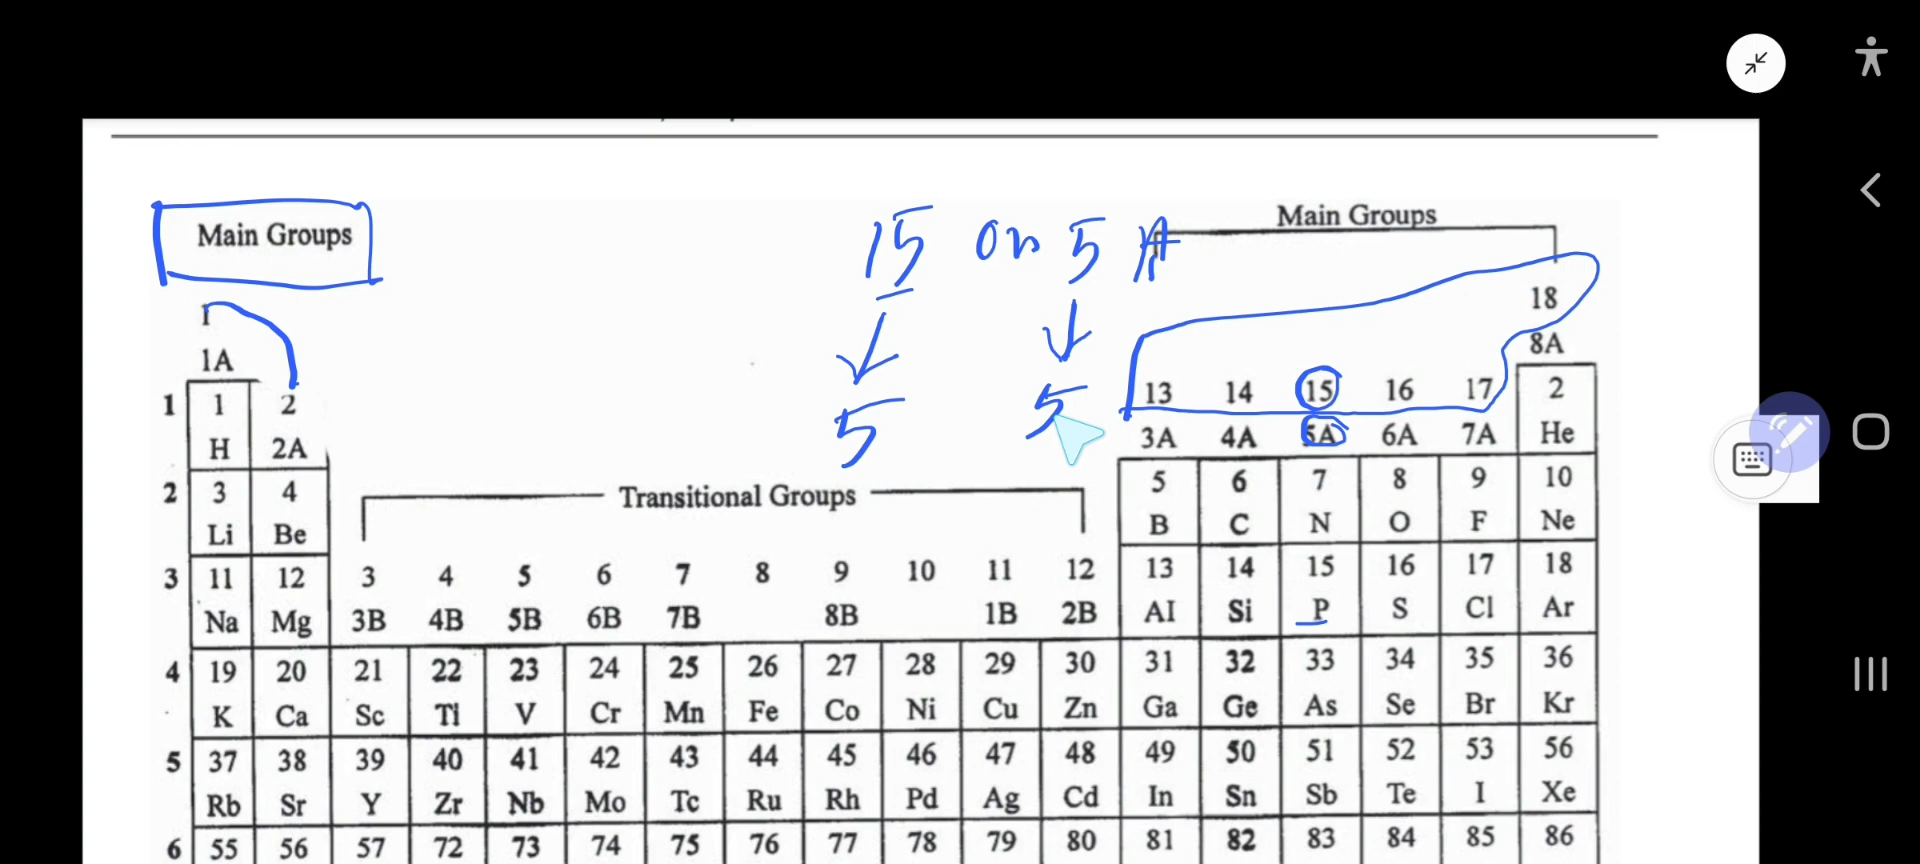 Main Groups
15 or 5 A
Main Groups
1 18
1A 8A
5 5
13 14 15 16 17
3A 4A 5A 6A 7A
1 1 2 2
H 2A He
2 3 4 5 6 7 8 9 10
Li Be B C N O F Ne
Transitional Groups
3 11 12 3 4 5 6 7 8 9 10 11 12 13 14 15 16 17 18
Na Mg 3B 4B 5B 6B 7B 8B 1B 2B AI Si P S Cl Ar
4 19 20 21 22 23 24 25 26 27 28 29 30 31 32 33 34 35 36
K Ca Sc Tl V Cr Mn Fe Co Ni Cu Zn Ga Ge As Se Br Kr
5 37 38 39 40 41 42 43 44 45 46 47 48 49 50 51 52 53 56
Rb Sr Y Zr Nb Mo Tc Ru Rh Pd Ag Cd In Sn Sb Te I Xe
6 55 56 57 72 73 74 75 76 77 78 79 80 81 82 83 84 85 86